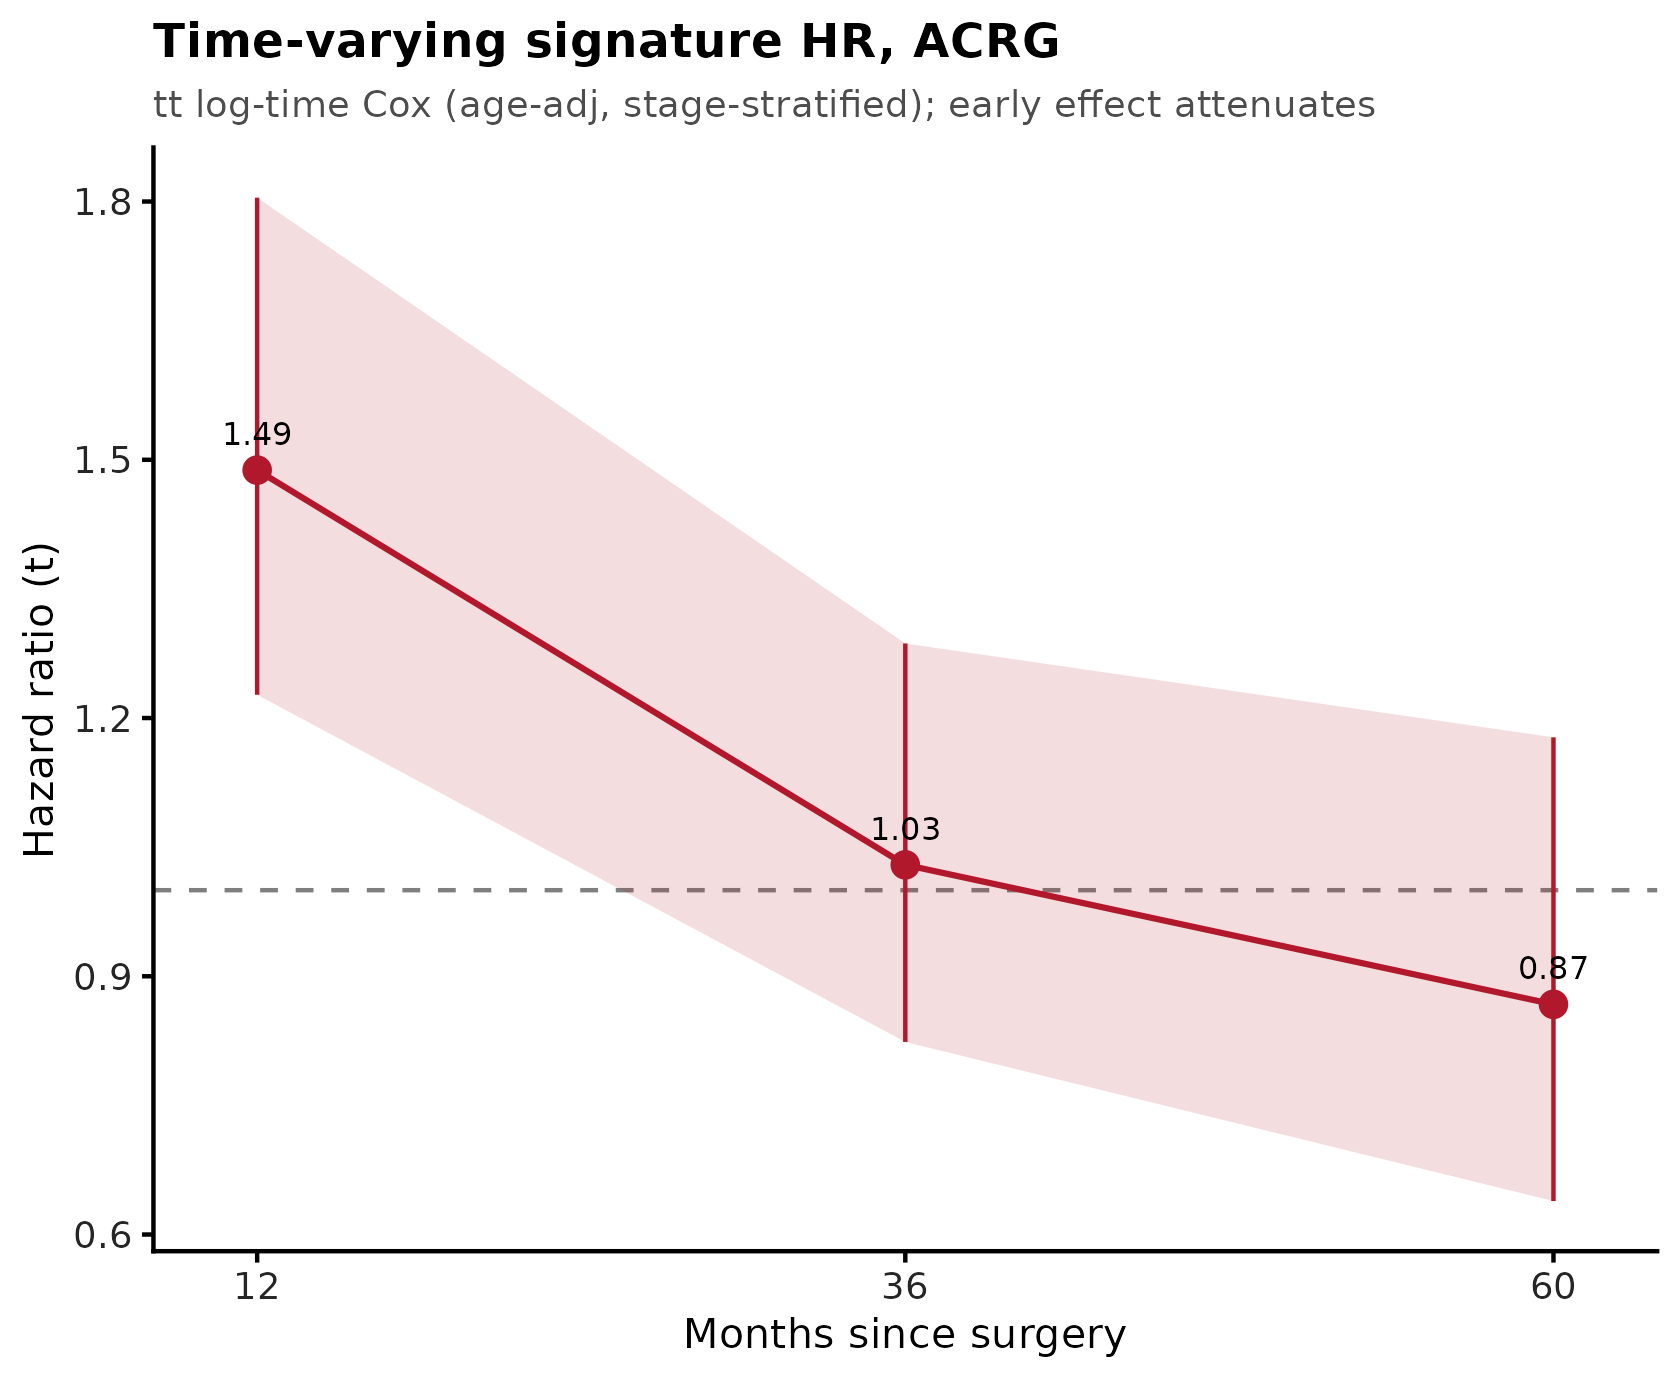 Time-varying signature HR, ACRG
tt log-time Cox (age-adj, stage-stratified); early effect attenuates
Hazard ratio (t)
1.8
1.5
1.2
0.9
0.6
1.49
1.03
0.87
12
36
60
Months since surgery